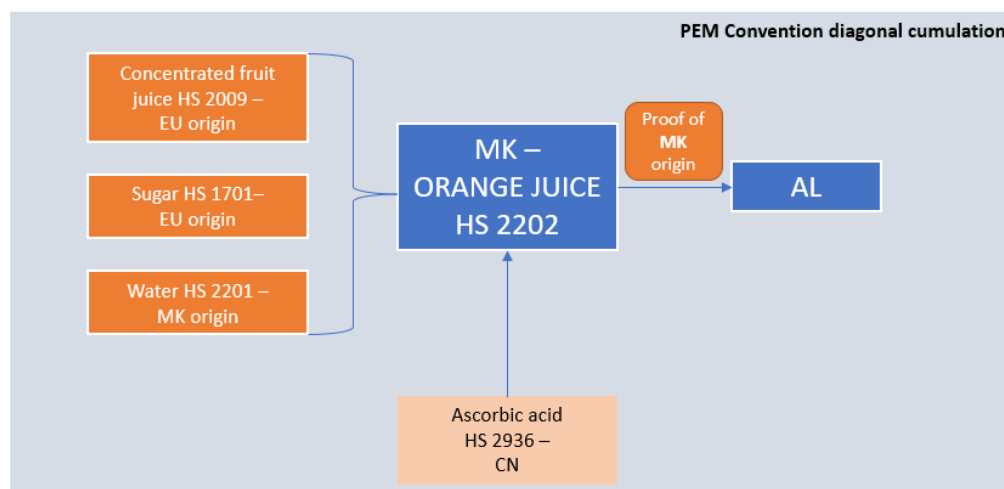 PEM Convention diagonal cumulation
Concentrated fruit
juice HS 2009 –
EU origin
Sugar HS 1701–
EU origin
Water HS 2201 –
MK origin
MK –
ORANGE JUICE
HS 2202
Proof of
MK
origin
AL
Ascorbic acid
HS 2936 –
CN